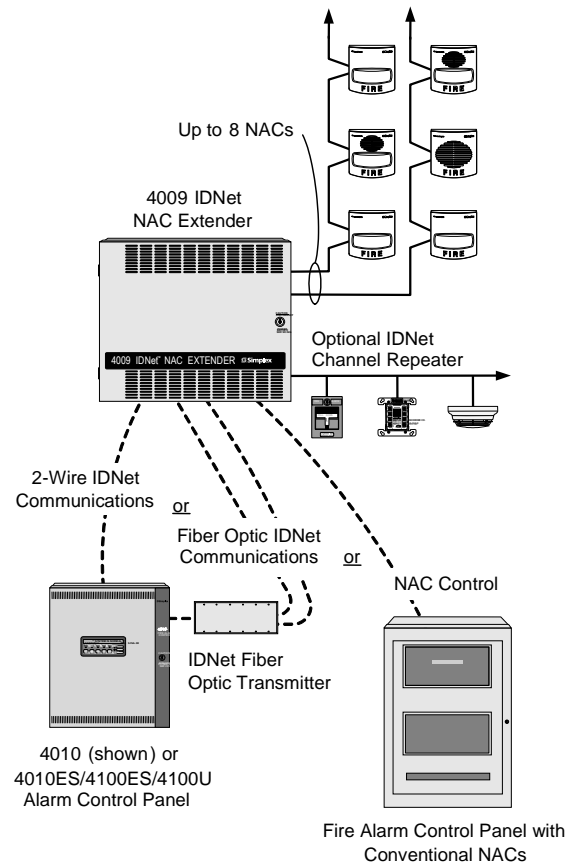 FIRE
FIRE
Up to 8 NACs
FIRE
FIRE
4009 IDNet
NAC Extender
FIRE
FIRE
4009 IDNet™ NAC EXTENDER Simplex
Optional IDNet
Channel Repeater
2-Wire IDNet
Communications
or
Fiber Optic IDNet
Communications
or
NAC Control
IDNet Fiber
Optic Transmitter
4010 (shown) or
4010ES/4100ES/4100U
Alarm Control Panel
Fire Alarm Control Panel with
Conventional NACs